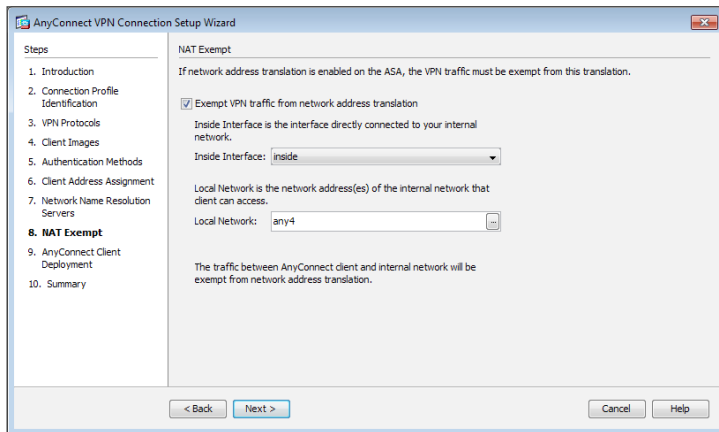 AnyConnect VPN Connection Setup Wizard
Steps
1. Introduction
2. Connection Profile
Identification
3. VPN Protocols
4. Client Images
5. Authentication Methods
6. Client Address Assignment
7. Network Name Resolution
Servers
8. NAT Exempt
9. AnyConnect Client
Deployment
10. Summary
NAT Exempt
If network address translation is enabled on the ASA, the VPN traffic must be exempt from this translation.
Exempt VPN traffic from network address translation
Inside Interface is the interface directly connected to your internal
network.
Inside Interface: inside
Local Network is the network address(es) of the internal network that
client can access.
Local Network: any4
...
The traffic between AnyConnect client and internal network will be
exempt from network address translation.
< Back Next > Cancel Help